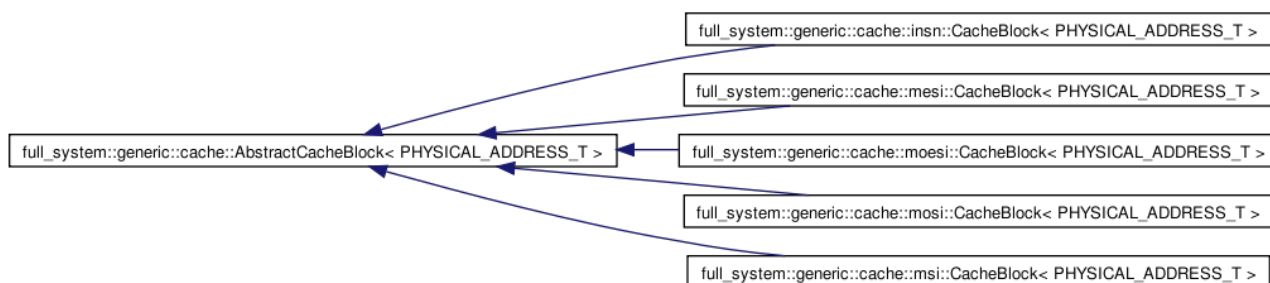 full_system::generic::cache::insn::CacheBlock< PHYSICAL_ADDRESS_T >
full_system::generic::cache::mesi::CacheBlock< PHYSICAL_ADDRESS_T >
full_system::generic::cache::AbstractCacheBlock< PHYSICAL_ADDRESS_T >
full_system::generic::cache::moesi::CacheBlock< PHYSICAL_ADDRESS_T >
full_system::generic::cache::mosi::CacheBlock< PHYSICAL_ADDRESS_T >
full_system::generic::cache::msi::CacheBlock< PHYSICAL_ADDRESS_T >